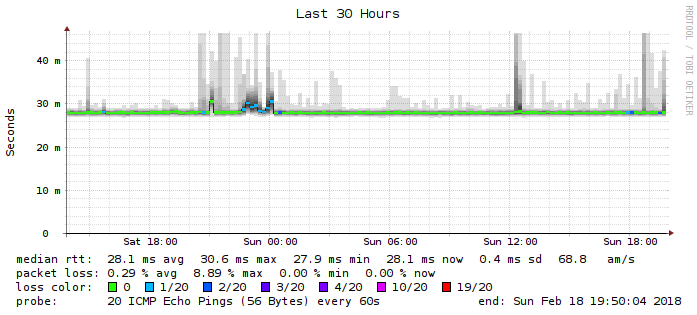 Last 30 Hours
RRDTOOL / TOBI OETIKER
Seconds
40 m
30 m
20 m
10 m
0
Sat 18:00 Sun 00:00 Sun 06:00 Sun 12:00 Sun 18:00
median rtt: 28.1 ms avg 30.6 ms max 27.9 ms min 28.1 ms now 0.4 ms sd 68.8 am/s
packet loss: 0.29 % avg 8.89 % max 0.00 % min 0.00 % now
loss color: 0 1/20 2/20 3/20 4/20 10/20 19/20
probe: 20 ICMP Echo Pings (56 Bytes) every 60s end: Sun Feb 18 19:50:04 2018